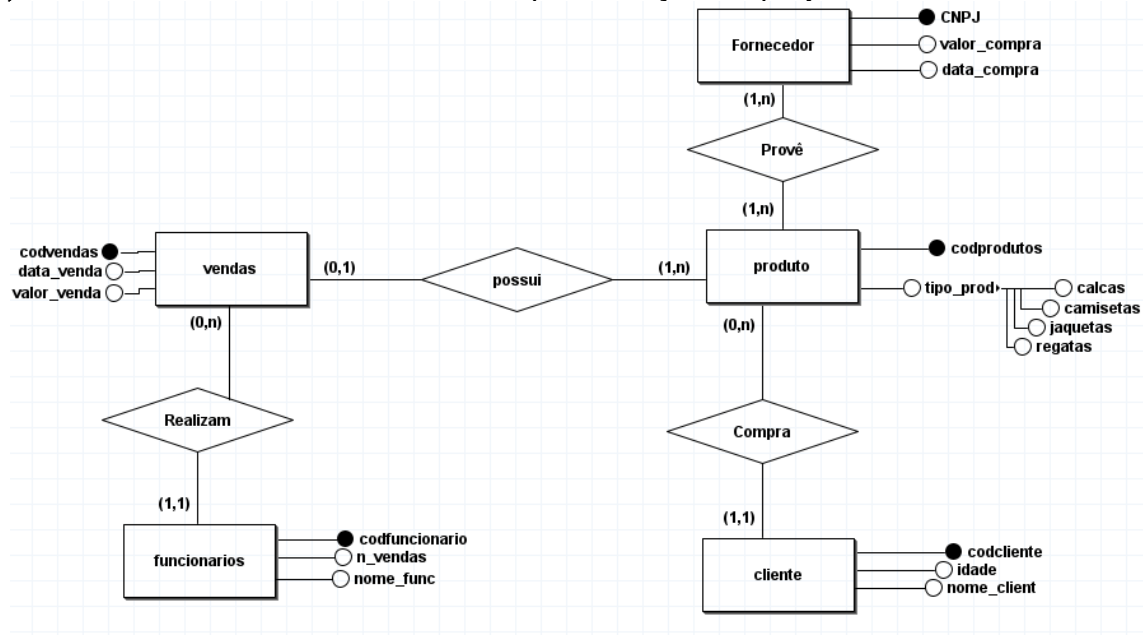 CNPJ
Fornecedor
valor_compra
data_compra
(1,n)
Provê
(1,n)
codvendas
data_venda
valor_venda
vendas
(0,1)
possui
(1,n)
produto
codprodutos
tipo_prod
calcas
camisetas
jaquetas
regatas
(0,n)
(0,n)
Realizam
Compra
(1,1)
(1,1)
funcionarios
codfuncionario
n_vendas
nome_func
cliente
codcliente
idade
nome_client